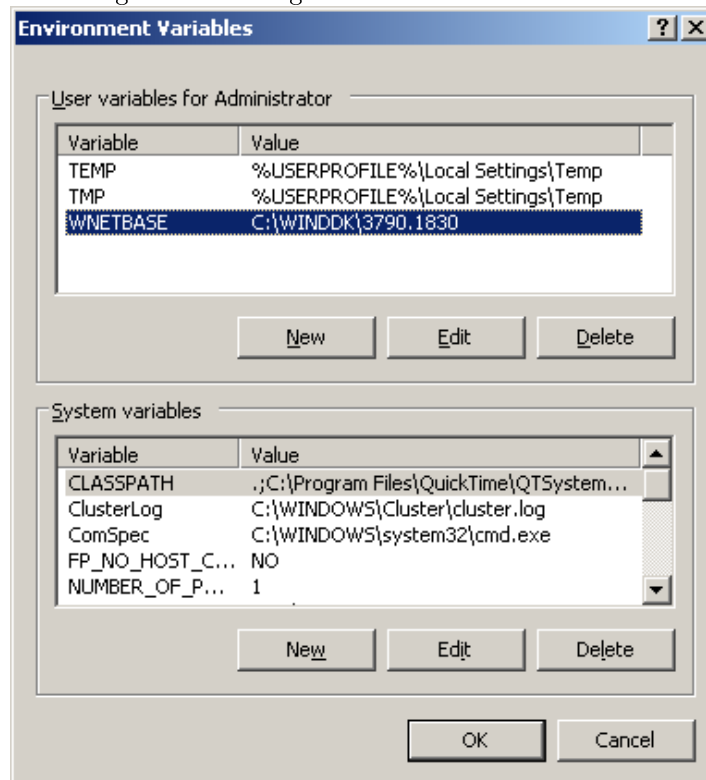 Environment Variables
User variables for Administrator
Variable Value
TEMP %USERPROFILE%\Local Settings\Temp
TMP %USERPROFILE%\Local Settings\Temp
WNETBASE C:\WINDDK\3790.1830
New Edit Delete
System variables
Variable Value
CLASSPATH .;C:\Program Files\QuickTime\QTSystem...
ClusterLog C:\WINDOWS\Cluster\cluster.log
ComSpec C:\WINDOWS\system32\cmd.exe
FP_NO_HOST_C... NO
NUMBER_OF_P... 1
New Edit Delete
OK Cancel